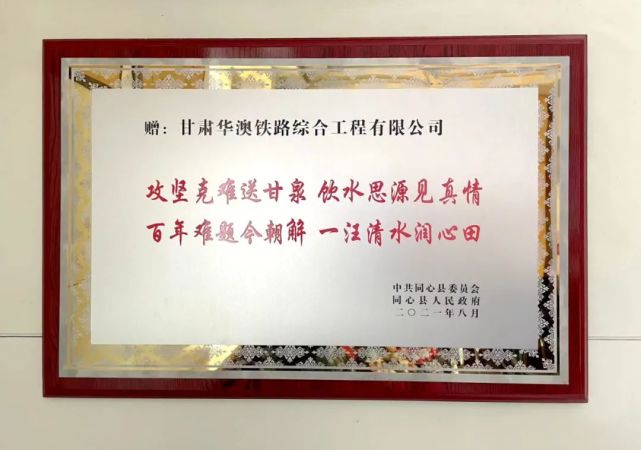 赠：甘肃华澳铁路综合工程有限公司
攻坚克难送甘泉 饮水思源见真情
百年难题今朝解 一汪清水润心田
中共同心县委员会
同心县人民政府
二〇二一年八月